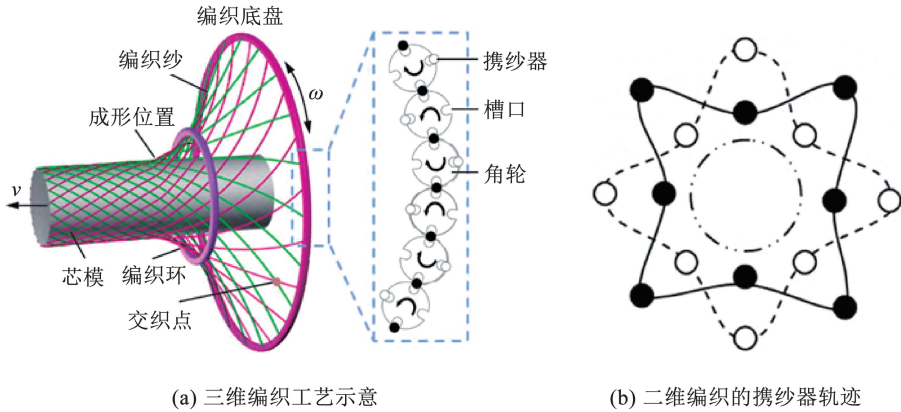 编织底盘
编织纱
成形位置
ω
携纱器
槽口
角轮
v
芯模
编织环
交织点
(a) 三维编织工艺示意
(b) 二维编织的携纱器轨迹